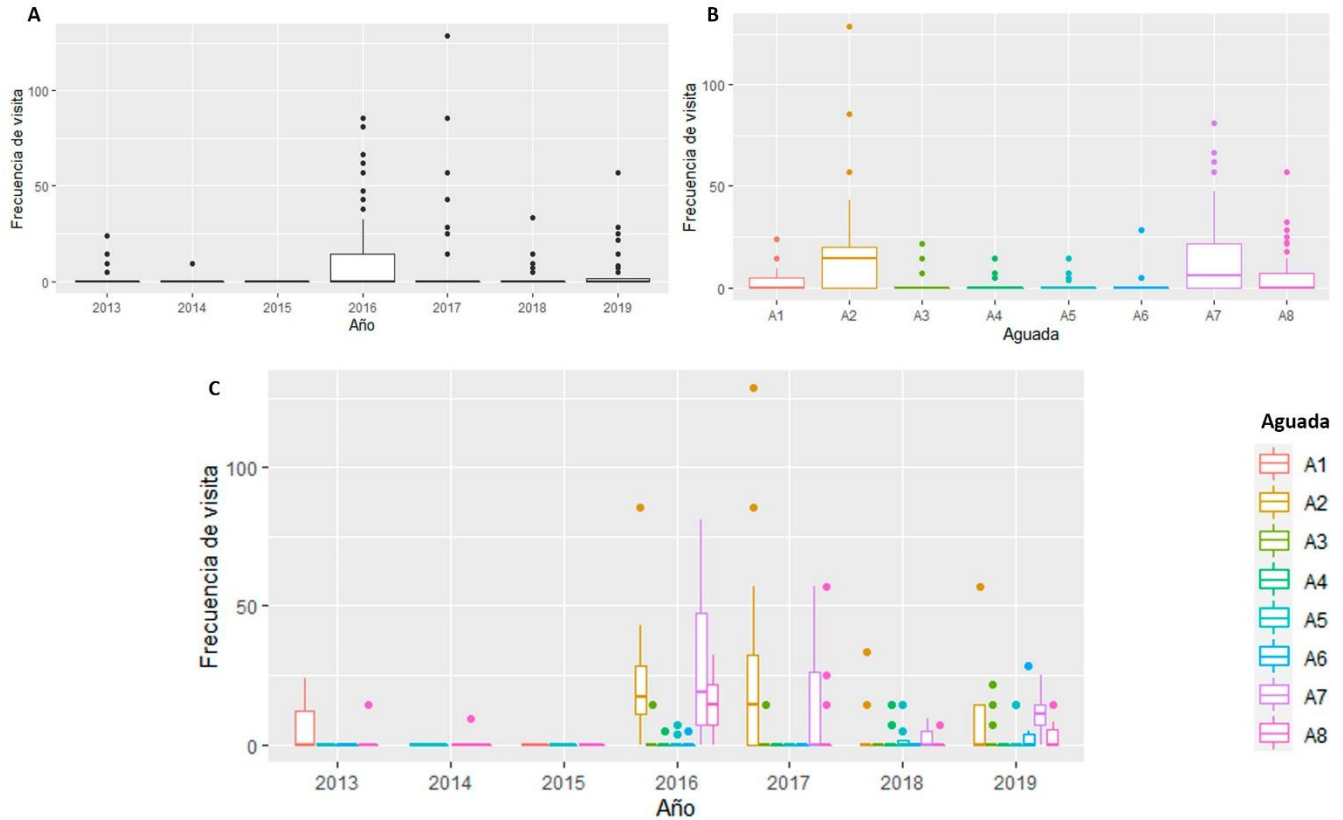 A
Frecuencia de visita
100
50
0
2013 2014 2015 2016 2017 2018 2019
Año
B
Frecuencia de visita
100
50
0
A1 A2 A3 A4 A5 A6 A7 A8
Aguada
C
Frecuencia de visita
100
50
0
2013 2014 2015 2016 2017 2018 2019
Año
Aguada
A1
A2
A3
A4
A5
A6
A7
A8